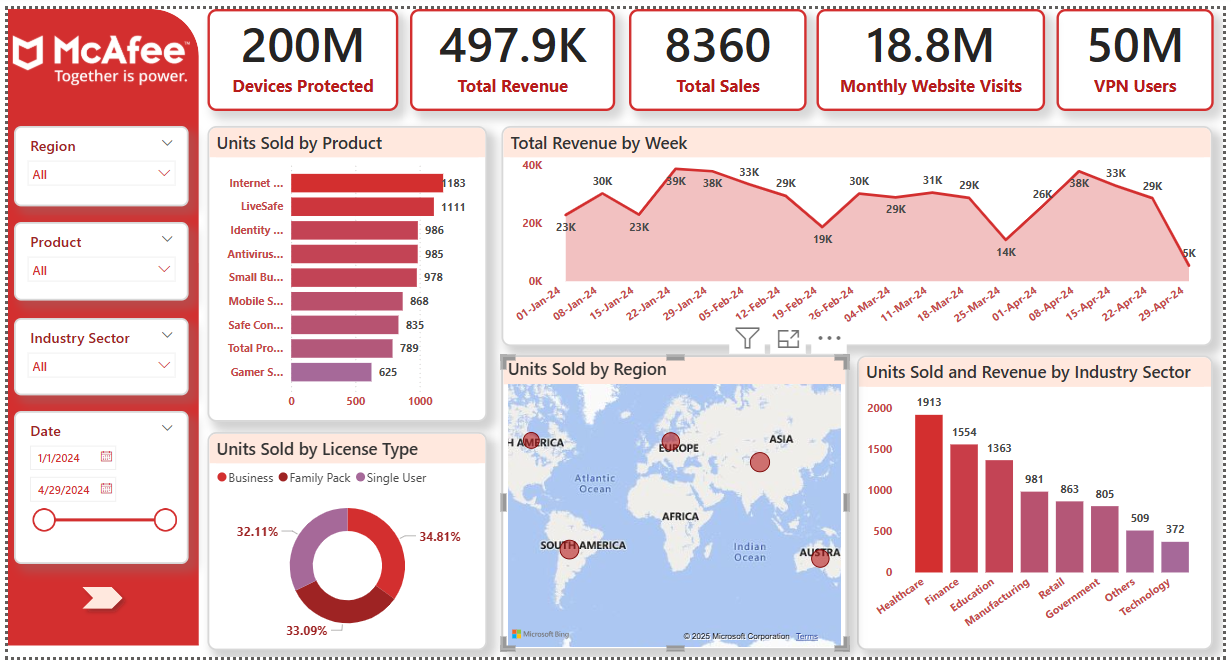 McAfee™
Together is power.
200M
Devices Protected
497.9K
Total Revenue
8360
Total Sales
18.8M
Monthly Website Visits
50M
VPN Users
Region
All
Product
All
Industry Sector
All
Date
1/1/2024
4/29/2024
Units Sold by Product
Internet ... 1183
LiveSafe 1111
Identity ... 986
Antivirus... 985
Small Bu... 978
Mobile S... 868
Safe Con... 835
Total Pro... 789
Gamer S... 625
0 500 1000
Total Revenue by Week
40K
20K
0K
23K 30K 23K 39K 38K 33K 29K 19K 30K 29K 31K 29K 14K 26K 38K 33K 29K 5K
01-Jan-24 08-Jan-24 15-Jan-24 22-Jan-24 29-Jan-24 05-Feb-24 12-Feb-24 19-Feb-24 26-Feb-24 04-Mar-24 11-Mar-24 18-Mar-24 25-Mar-24 01-Apr-24 08-Apr-24 15-Apr-24 22-Apr-24 29-Apr-24
Units Sold by License Type
Business Family Pack Single User
32.11%
34.81%
33.09%
Units Sold by Region
H AMERICA
EUROPE
ASIA
Atlantic
Ocean
AFRICA
SOUTH AMERICA
Indian
Ocean
AUSTRA
Microsoft Bing
© 2025 Microsoft Corporation Terms
Units Sold and Revenue by Industry Sector
2000
1500
1000
500
0
1913 1554 1363 981 863 805 509 372
Healthcare Finance Education Manufacturing Retail Government Others Technology